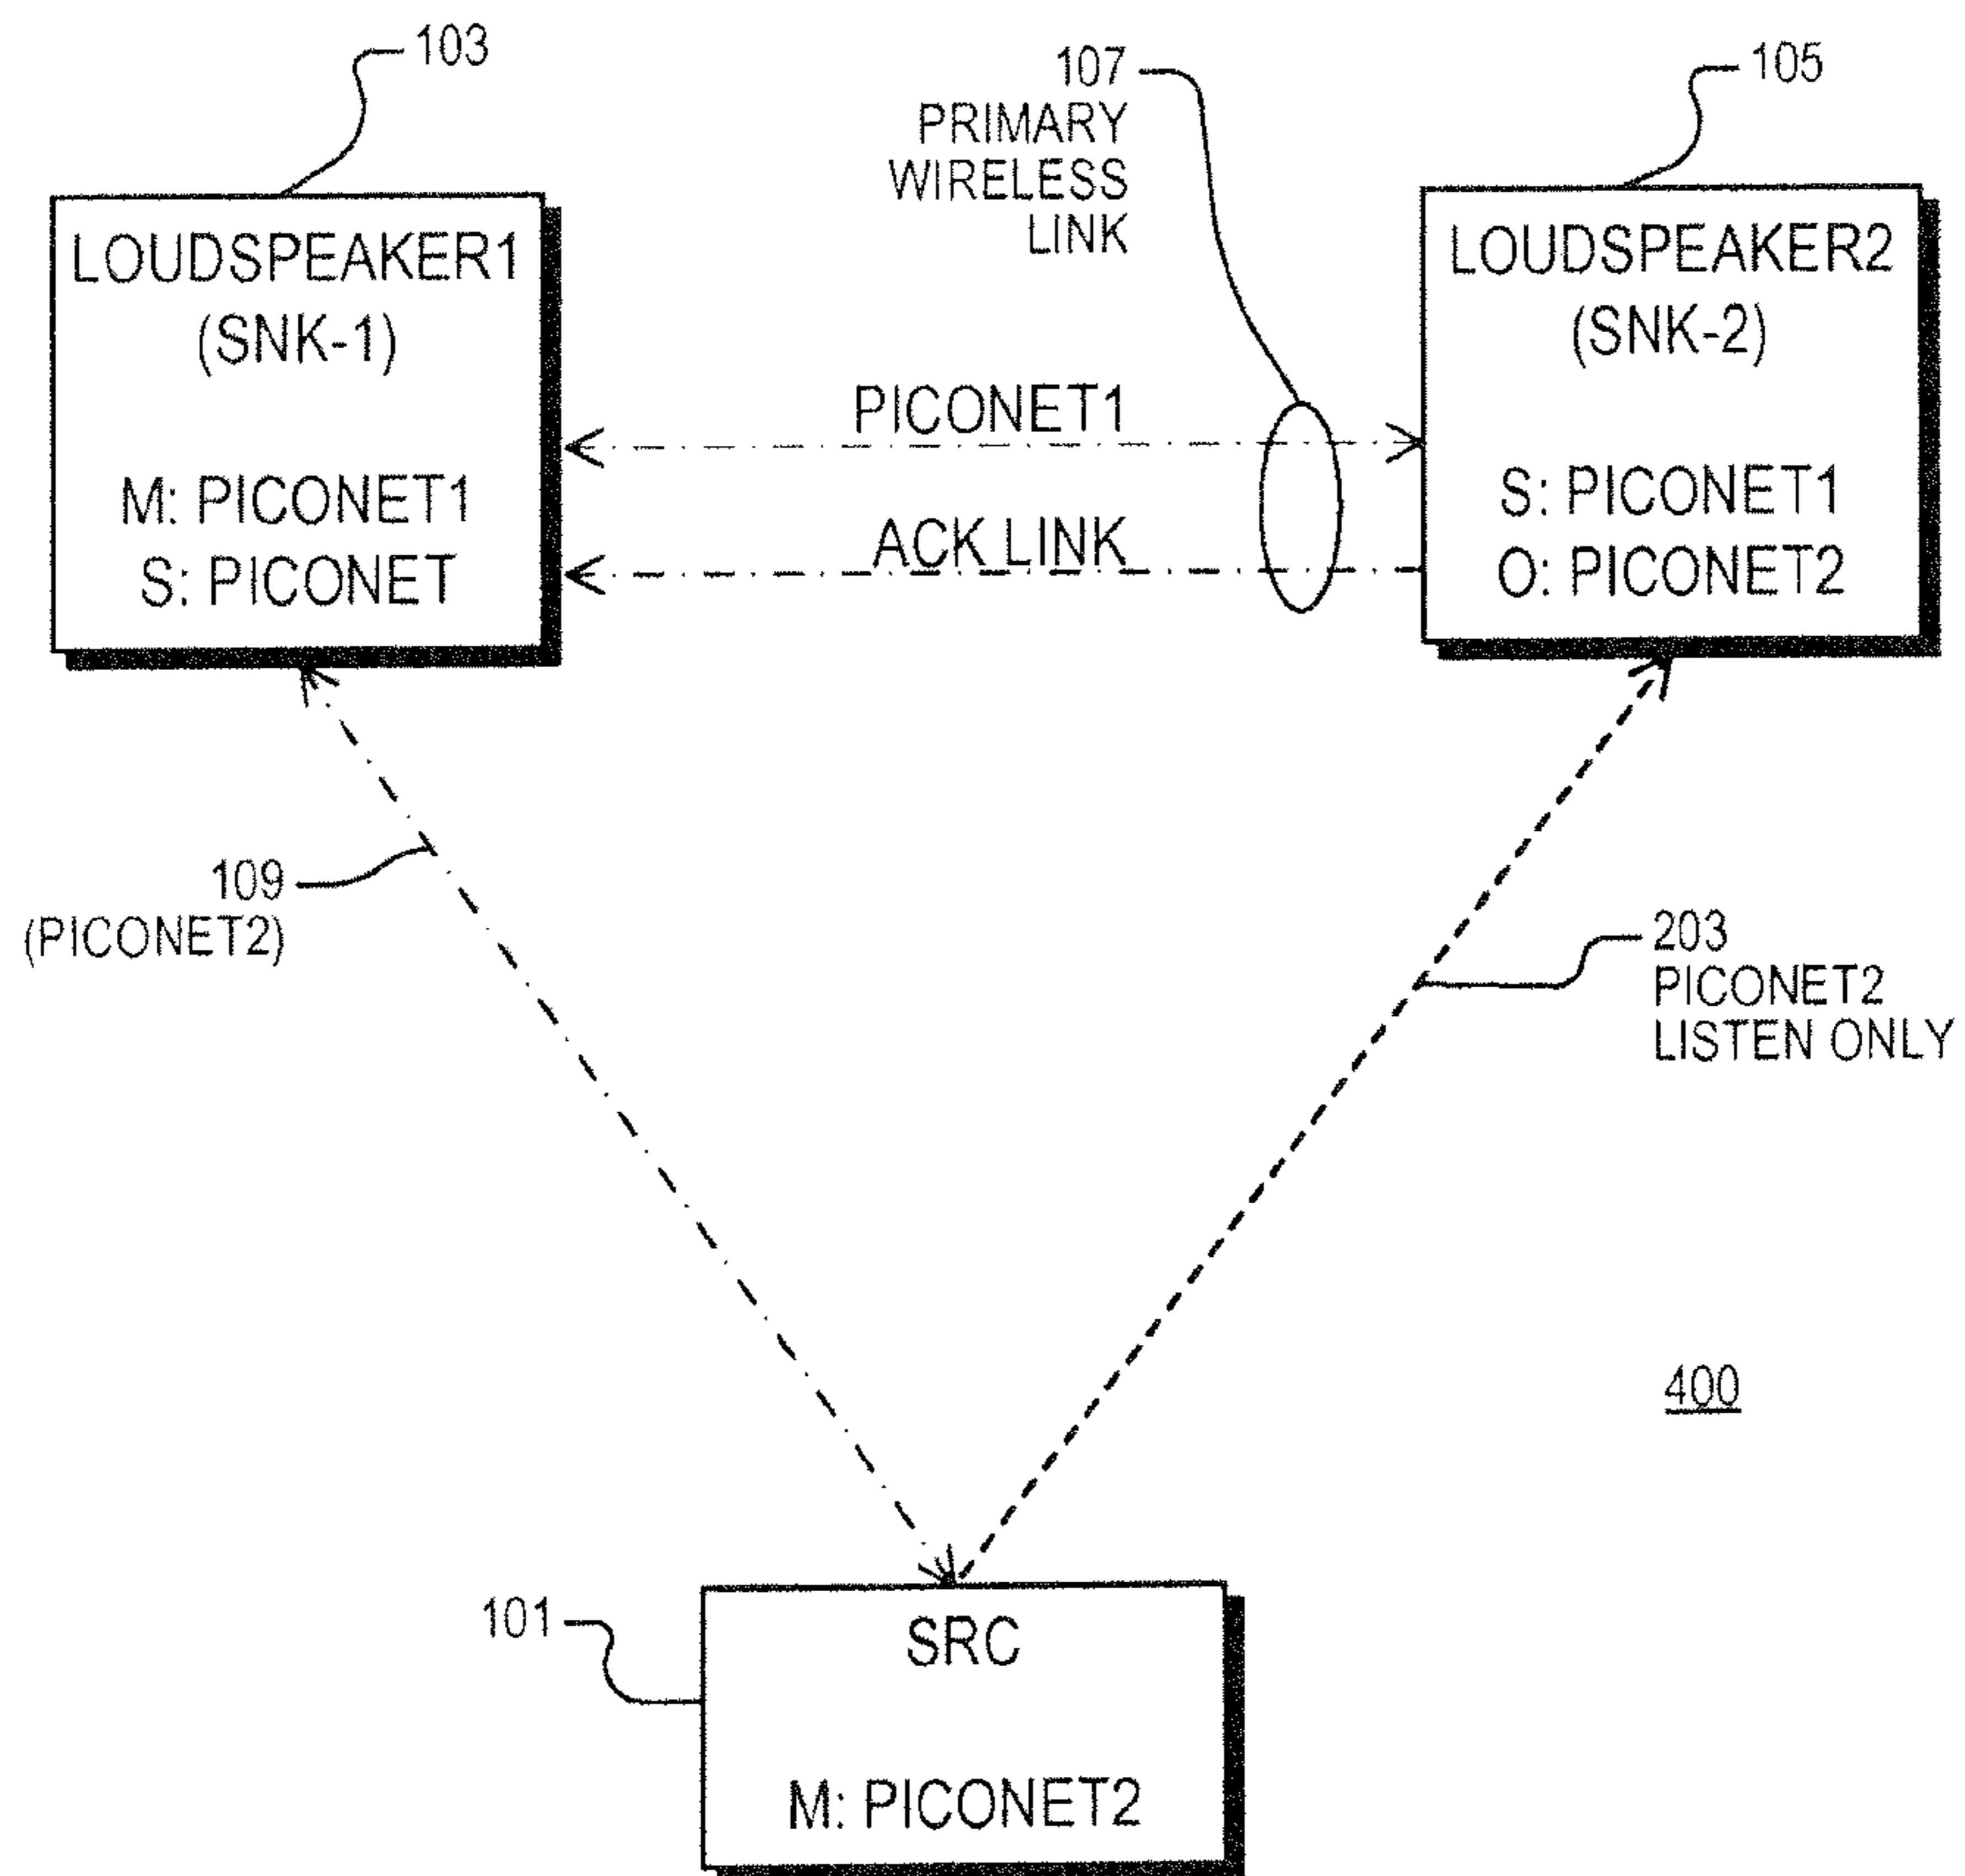 103
107
PRIMARY
WIRELESS
LINK
105
LOUDSPEAKER1
(SNK-1)
M: PICONET1
S: PICONET
PICONET1
ACK LINK
LOUDSPEAKER2
(SNK-2)
S: PICONET1
O: PICONET2
109
(PICONET2)
203
PICONET2
LISTEN ONLY
400
101
SRC
M: PICONET2